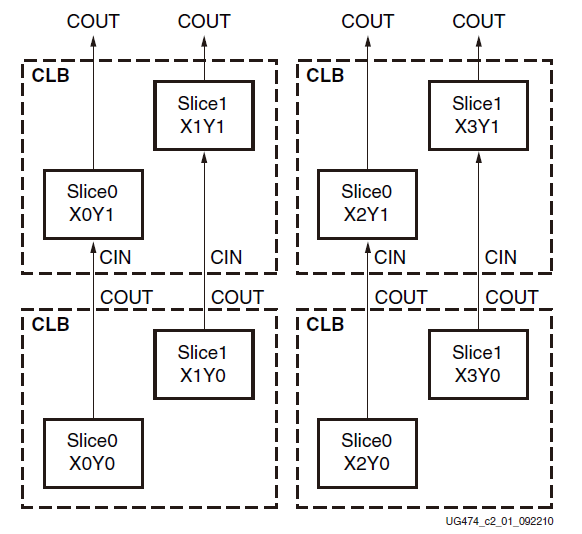 COUT COUT COUT COUT
CLB CLB
Slice1
X1Y1
Slice1
X3Y1
Slice0
X0Y1
Slice0
X2Y1
CIN CIN CIN CIN
COUT COUT COUT COUT
CLB CLB
Slice1
X1Y0
Slice1
X3Y0
Slice0
X0Y0
Slice0
X2Y0
UG474_c2_01_092210